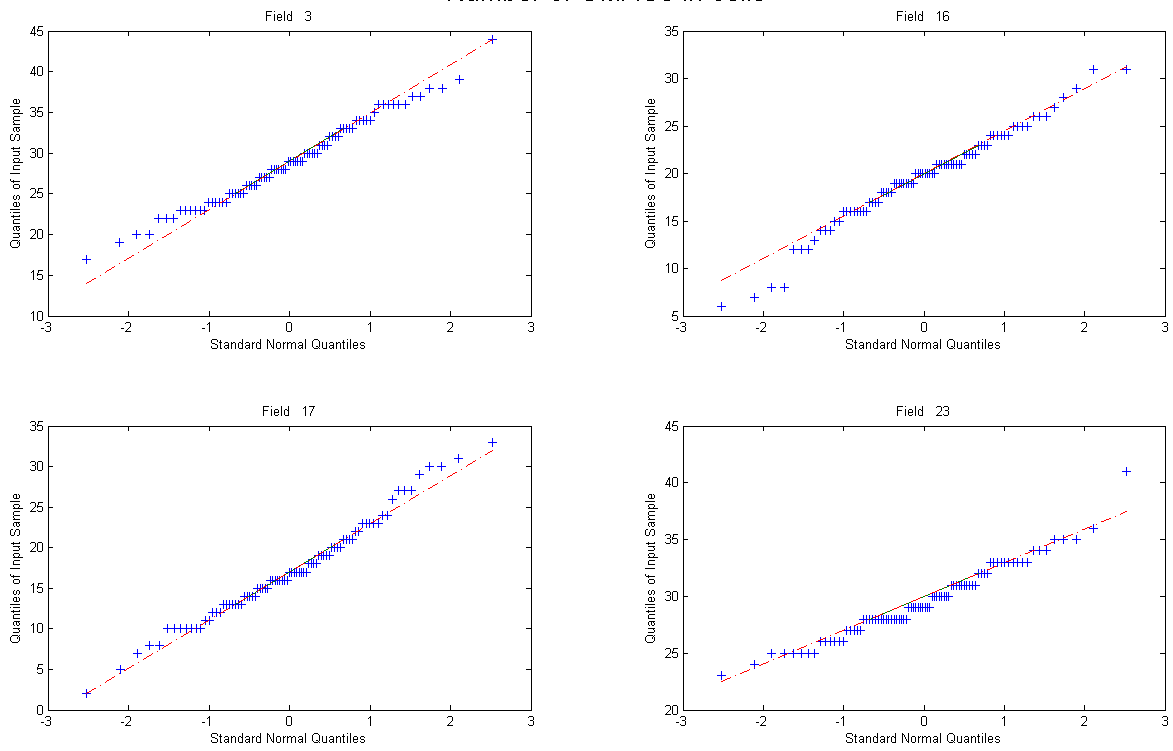 Field 3
45
40
35
30
25
20
15
10
Quantiles of Input Sample
-3 -2 -1 0 1 2 3
Standard Normal Quantiles
Field 16
35
30
25
20
15
10
5
Quantiles of Input Sample
-3 -2 -1 0 1 2 3
Standard Normal Quantiles
Field 17
35
30
25
20
15
10
5
0
Quantiles of Input Sample
-3 -2 -1 0 1 2 3
Standard Normal Quantiles
Field 23
45
40
35
30
25
20
Quantiles of Input Sample
-3 -2 -1 0 1 2 3
Standard Normal Quantiles